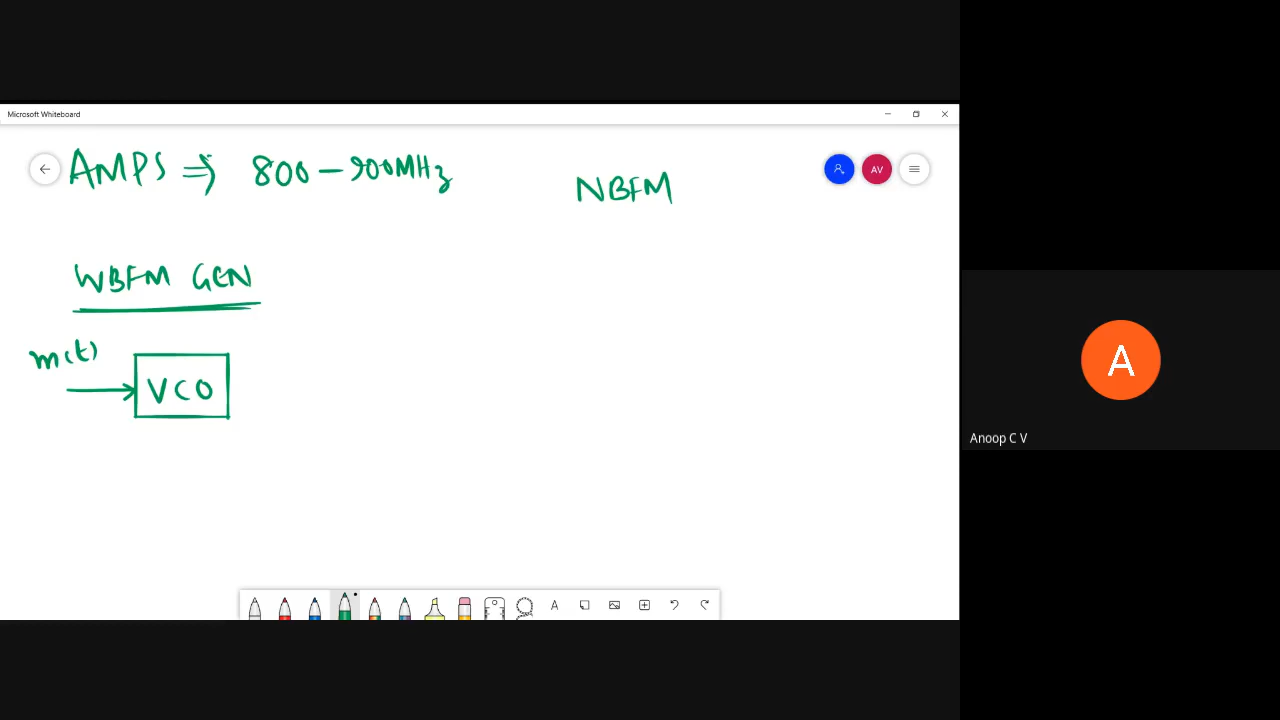 Microsoft Whiteboard
AMPS ⇒ 800 – 900MHz
NBFM
AV
WBFM GEN
m(t)
VCO
A
Anoop C V
A